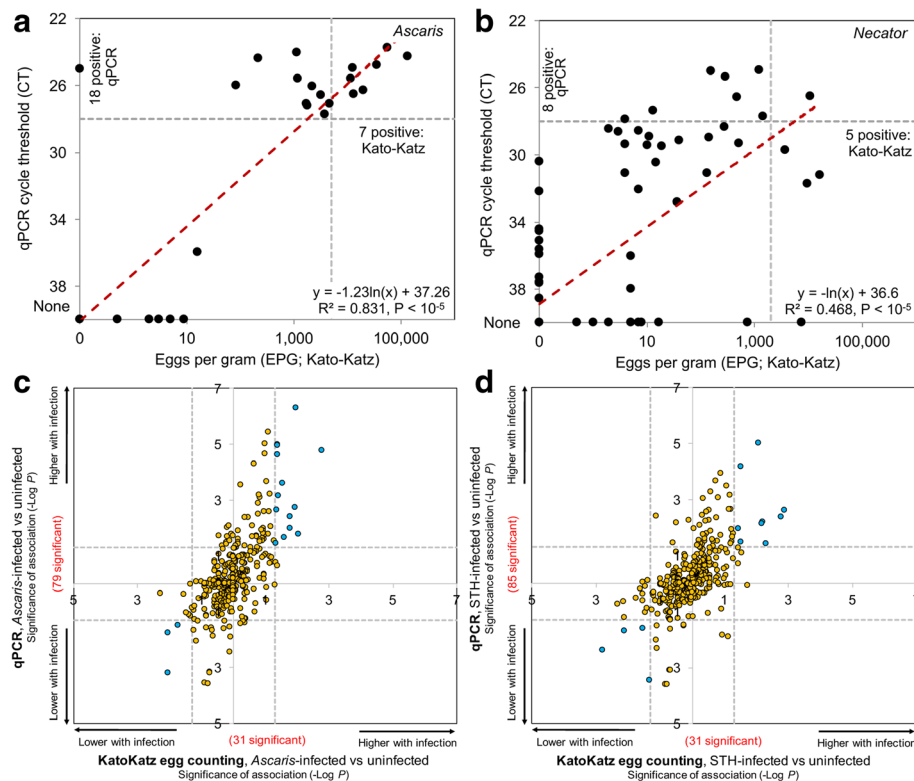 a
Ascaris
22
26
30
34
38
None
qPCR cycle threshold (CT)
18 positive:
qPCR
7 positive:
Kato-Katz
y = -1.23ln(x) + 37.26
R² = 0.831, P < 10⁻⁵
0
10
1,000
100,000
Eggs per gram (EPG; Kato-Katz)
b
Necator
22
26
30
34
38
None
qPCR cycle threshold (CT)
8 positive:
qPCR
5 positive:
Kato-Katz
y = -ln(x) + 36.6
R² = 0.468, P < 10⁻⁵
0
10
1,000
100,000
Eggs per gram (EPG; Kato-Katz)
c
Higher with infection
Lower with infection
qPCR, Ascaris-infected vs uninfected
Significance of association (-Log P)
(79 significant)
7
5
3
1
5
3
1
1
3
5
7
3
5
Lower with infection
(31 significant)
Higher with infection
KatoKatz egg counting, Ascaris-infected vs uninfected
Significance of association (-Log P)
d
Higher with infection
Lower with infection
qPCR, STH-infected vs uninfected
Significance of association (-Log P)
(85 significant)
7
5
3
1
5
3
1
1
3
5
7
3
5
Lower with infection
(31 significant)
Higher with infection
KatoKatz egg counting, STH-infected vs uninfected
Significance of association (-Log P)